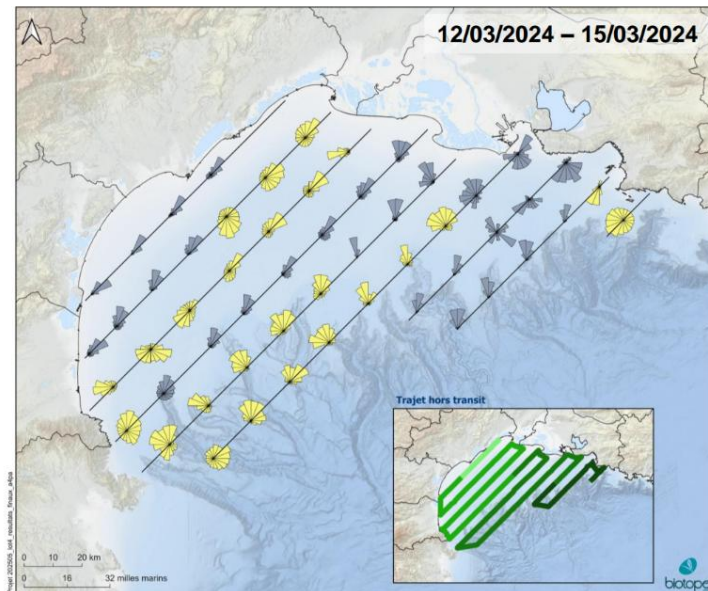 12/03/2024 – 15/03/2024
Trajet hors transit
0 10 20 km
0 16 32 milles marins
biotope